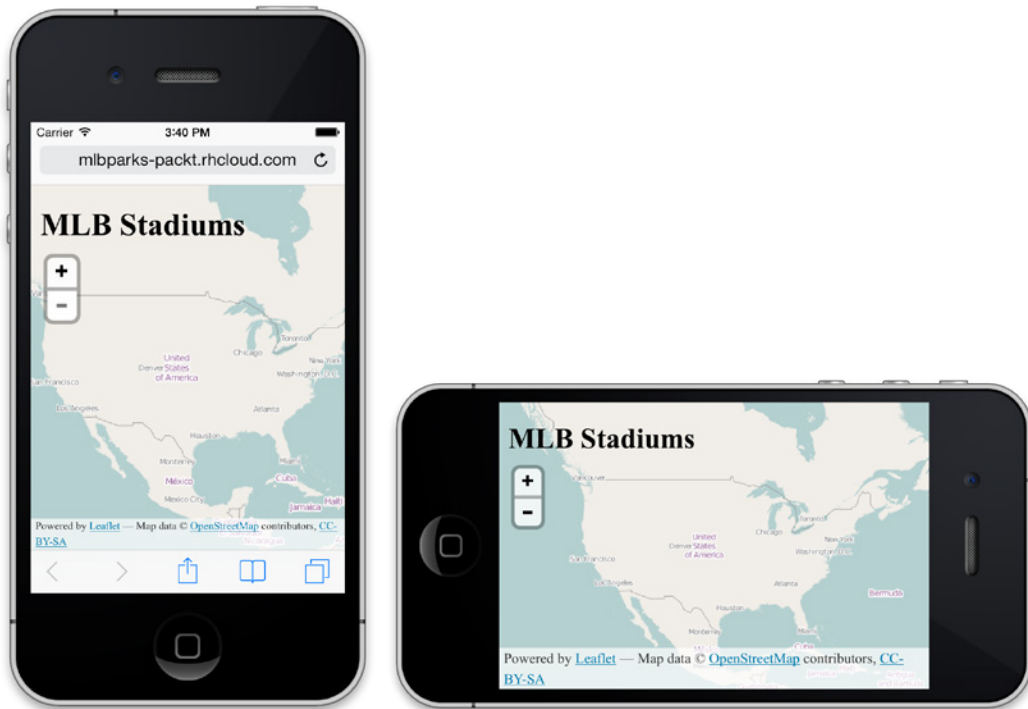 Carrier 3:40 PM
mlbparks-packt.rhcloud.com
MLB Stadiums
+
-
Toronto
Chicago
New York
United
Denver States
of America
Washington, D.C.
San Francisco
Los Angeles
Atlanta
Houston
Monterrey
Miami
México
Cuba
Mexico City
Haiti
Jamaica
Powered by Leaflet — Map data © OpenStreetMap contributors, CC-
BY-SA
Nicaragua
MLB Stadiums
+
-
Vancouver
Chicago
Toronto
New York
United
Denver States
of America
Washington, D.C.
San Francisco
Los Angeles
Atlanta
Bermuda
Houston
Monterrey
Miami
Cuba
Powered by Leaflet — Map data © OpenStreetMap contributors, CC-
BY-SA